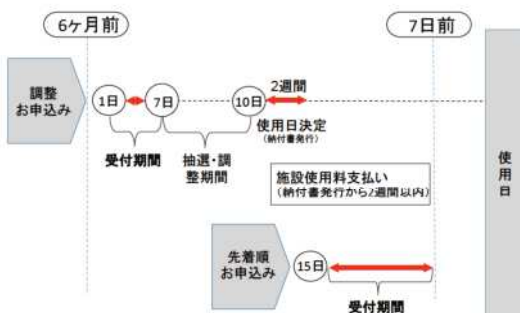 6ヶ月前
7日前
調整
お申込み
1日
7日
10日
2週間
受付期間
抽選・調
整期間
使用日決定
(納付書発行)
施設使用料支払い
(納付書発行から2週間以内)
使用日
先着順
お申込み
15日
受付期間